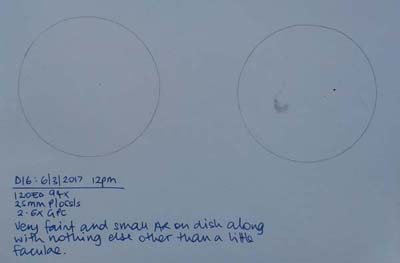 D16: 6/3/2017 12pm
120ED 94x
25mm Plossls
2.6x GPC
Very faint and small AR on disk along
with nothing else other than a little
faculae.